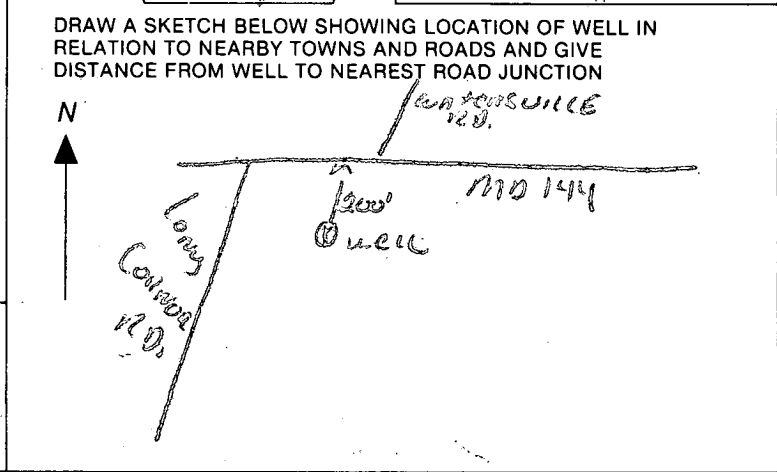 DRAW A SKETCH BELOW SHOWING LOCATION OF WELL IN
RELATION TO NEARBY TOWNS AND ROADS AND GIVE
DISTANCE FROM WELL TO NEAREST ROAD JUNCTION
N
WATERSVILLE
RD.
MD 144
200'
WELL
LONG
CORNOR
RD.